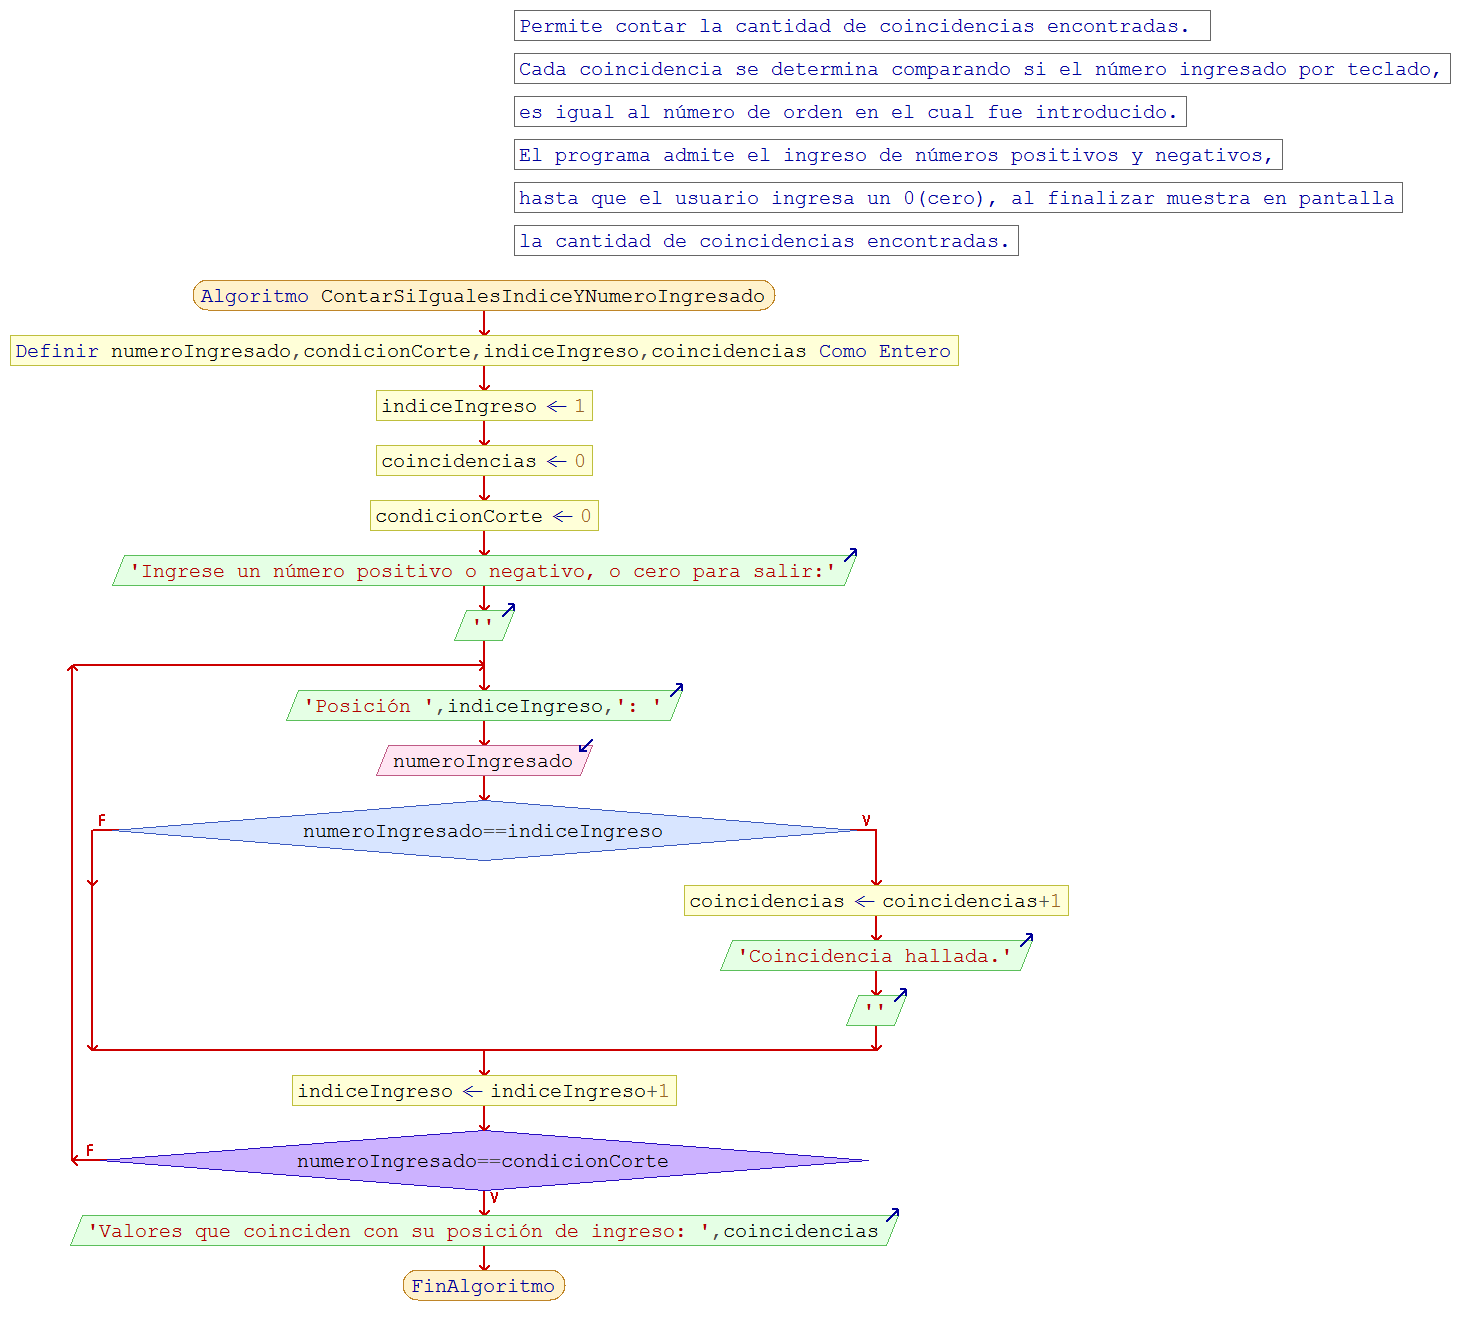 Permite contar la cantidad de coincidencias encontradas.
Cada coincidencia se determina comparando si el número ingresado por teclado,
es igual al número de orden en el cual fue introducido.
El programa admite el ingreso de números positivos y negativos,
hasta que el usuario ingresa un 0(cero), al finalizar muestra en pantalla
la cantidad de coincidencias encontradas.
Algoritmo ContarSiIgualesIndiceYNumeroIngresado
Definir numeroIngresado,condicionCorte,indiceIngreso,coincidencias Como Entero
indiceIngreso ← 1
coincidencias ← 0
condicionCorte ← 0
'Ingrese un número positivo o negativo, o cero para salir:'
''
'Posición ',indiceIngreso,': '
numeroIngresado
F
V
numeroIngresado==indiceIngreso
coincidencias ← coincidencias+1
'Coincidencia hallada.'
''
indiceIngreso ← indiceIngreso+1
F
numeroIngresado==condicionCorte
V
'Valores que coinciden con su posición de ingreso: ',coincidencias
FinAlgoritmo